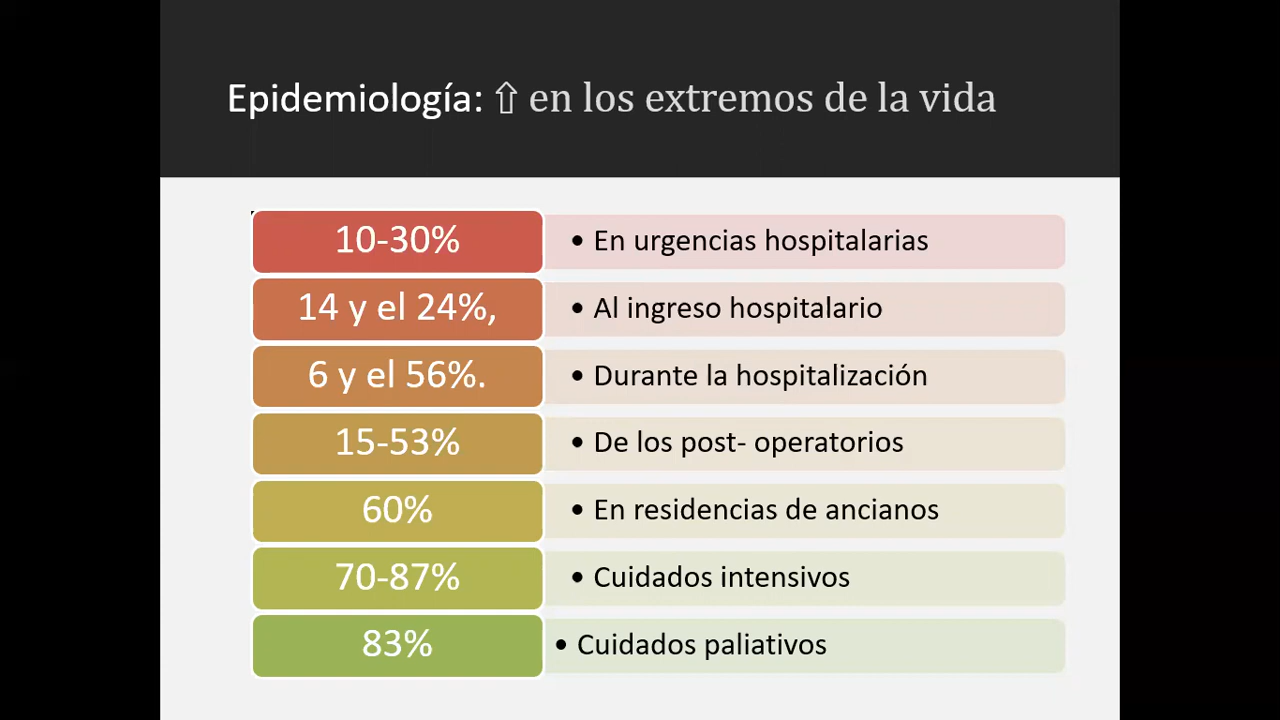 Epidemiología: ⇧ en los extremos de la vida
10-30%
• En urgencias hospitalarias
14 y el 24%,
• Al ingreso hospitalario
6 y el 56%.
• Durante la hospitalización
15-53%
• De los post- operatorios
60%
• En residencias de ancianos
70-87%
• Cuidados intensivos
83%
• Cuidados paliativos